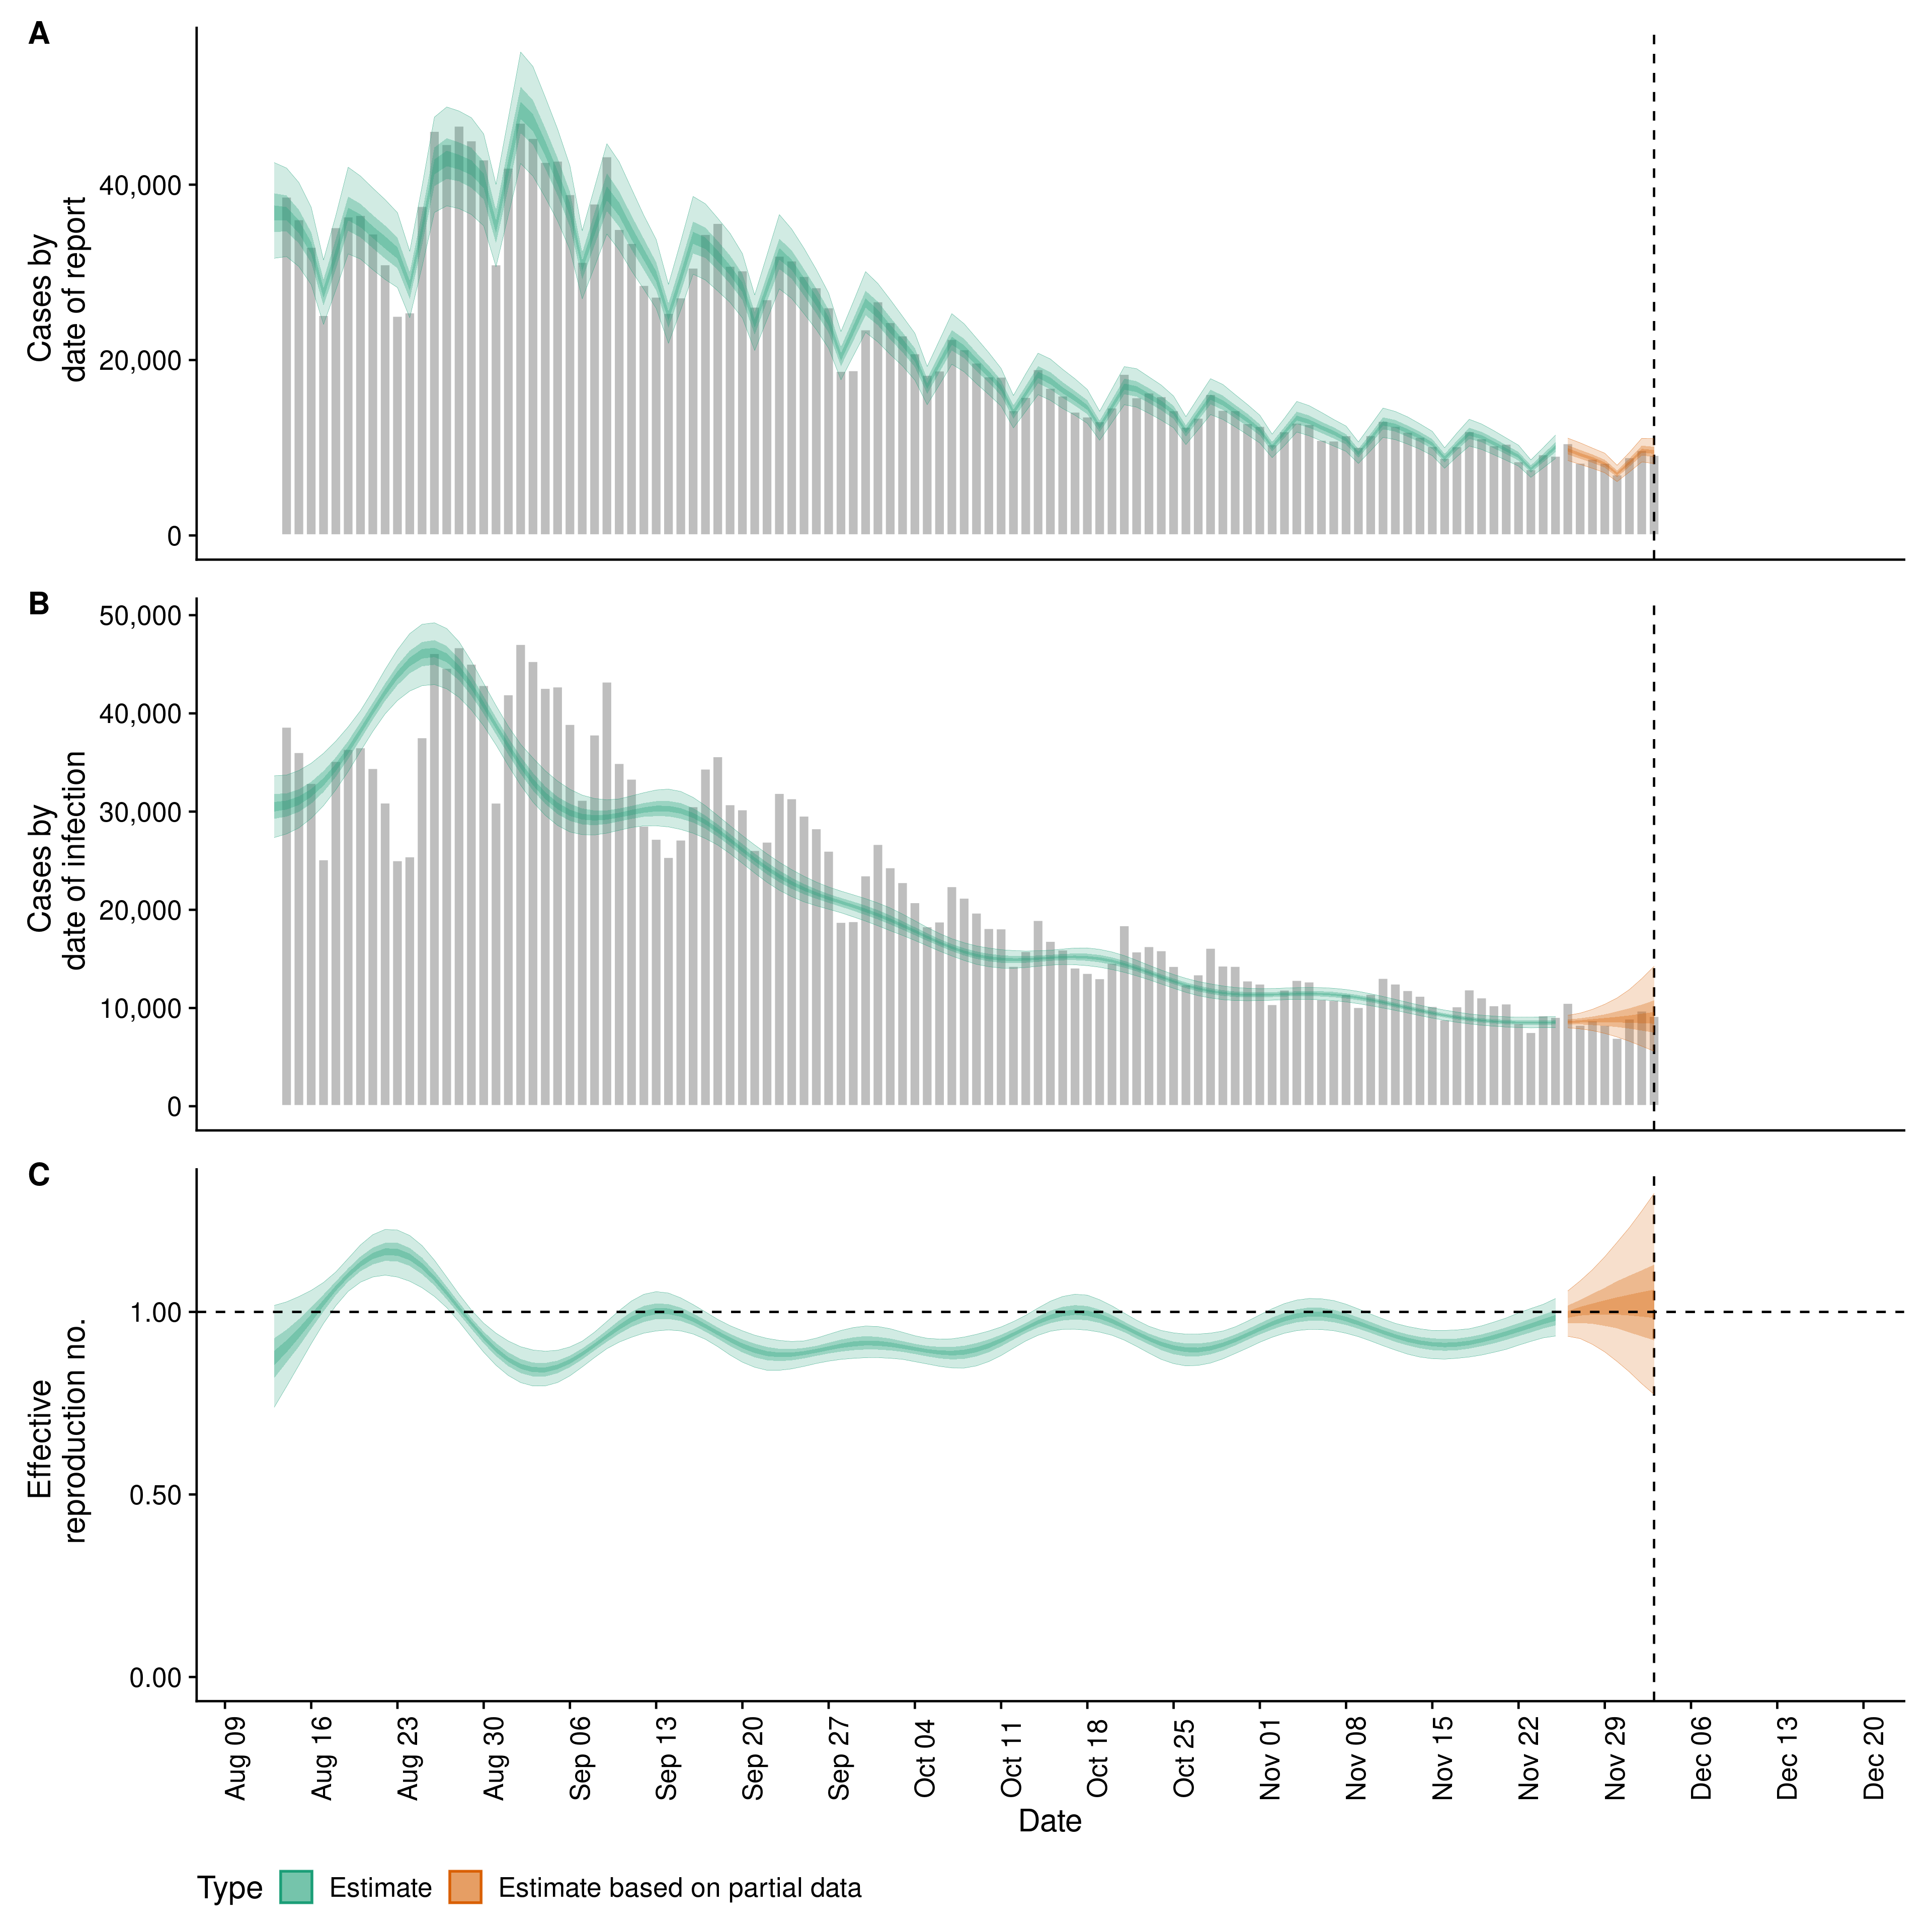 A
Cases by
date of report
40,000
20,000
0
B
Cases by
date of infection
50,000
40,000
30,000
20,000
10,000
0
C
Effective
reproduction no.
1.00
0.50
0.00
Aug 09
Aug 16
Aug 23
Aug 30
Sep 06
Sep 13
Sep 20
Sep 27
Oct 04
Oct 11
Oct 18
Oct 25
Nov 01
Nov 08
Nov 15
Nov 22
Nov 29
Dec 06
Dec 13
Dec 20
Date
Type Estimate Estimate based on partial data